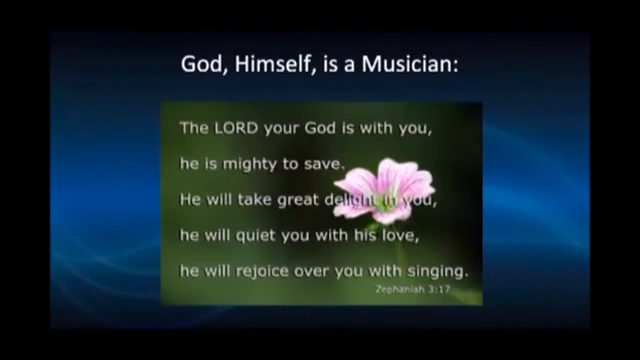 God, Himself, is a Musician:
The LORD your God is with you,
he is mighty to save.
He will take great delight in you,
he will quiet you with his love,
he will rejoice over you with singing.
Zephaniah 3:17